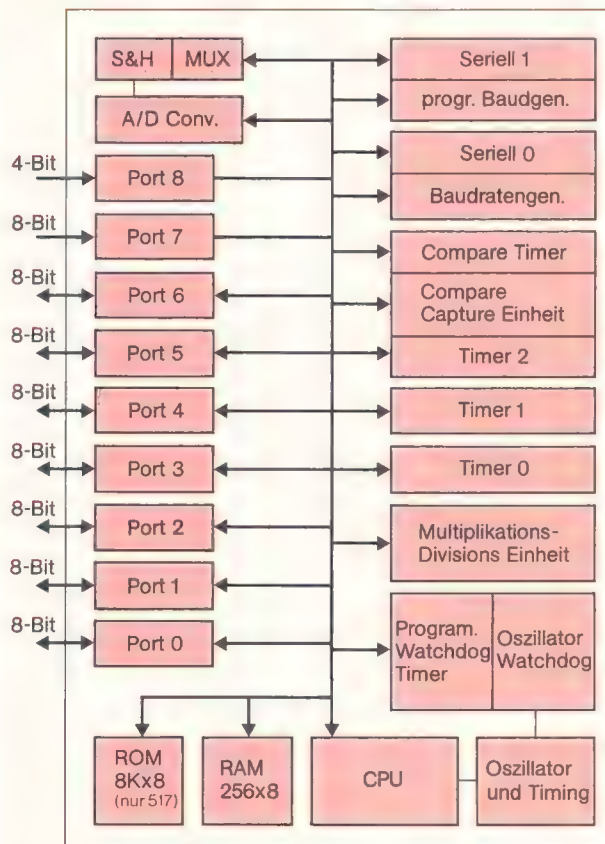 S&H MUX
A/D Conv.
4-Bit
Port 8
8-Bit
Port 7
8-Bit
Port 6
8-Bit
Port 5
8-Bit
Port 4
8-Bit
Port 3
8-Bit
Port 2
8-Bit
Port 1
8-Bit
Port 0
Seriell 1
progr. Baudgen.
Seriell 0
Baudratengen.
Compare Timer
Compare
Capture Einheit
Timer 2
Timer 1
Timer 0
Multiplikations-
Divisions Einheit
Program.
Watchdog
Timer
Oszillator
Watchdog
ROM
8Kx8
(nur 517)
RAM
256x8
CPU
Oszillator
und Timing